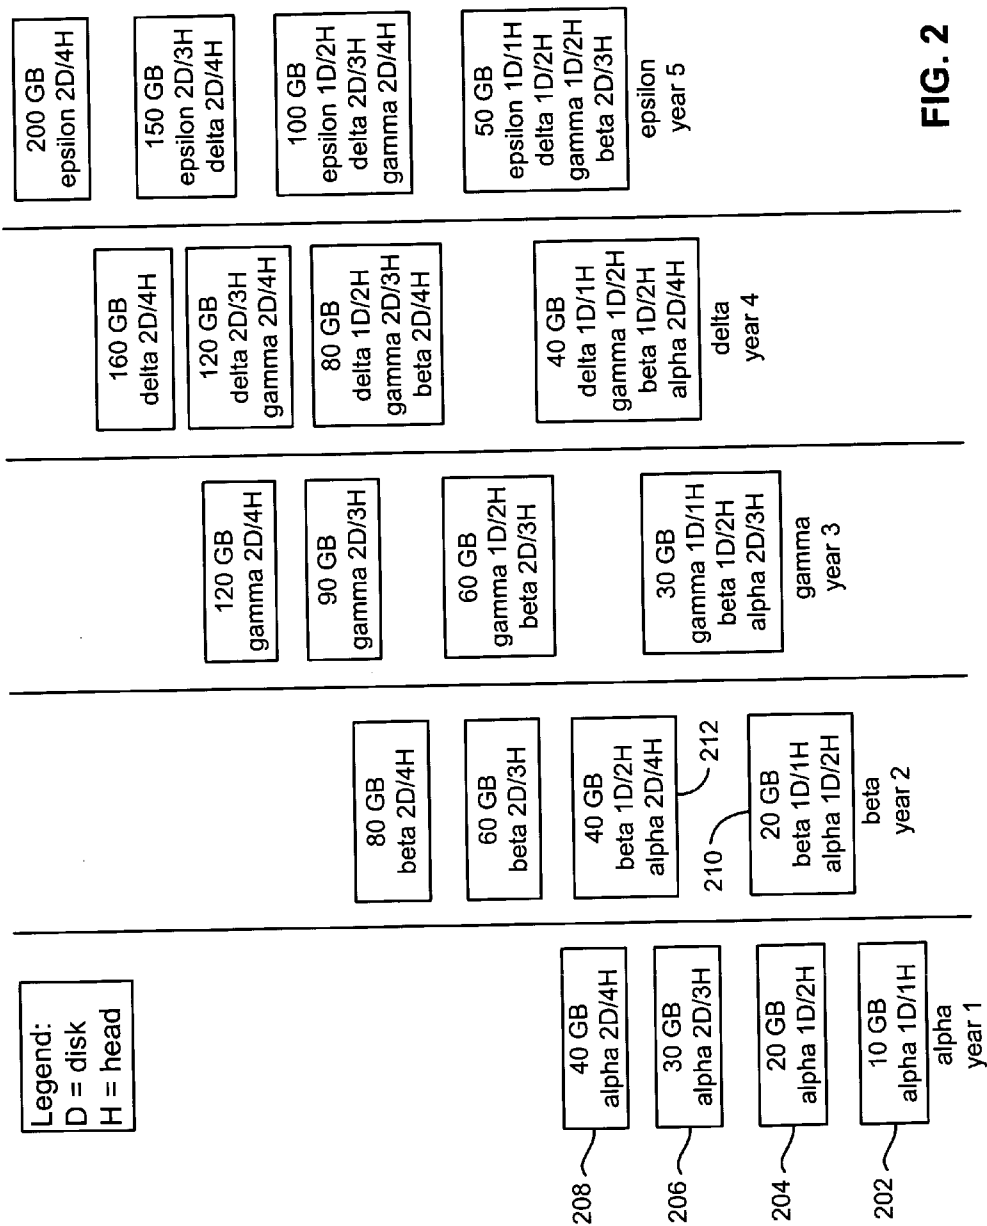 Legend:
D = disk
H = head
208
40 GB
alpha 2D/4H
206
30 GB
alpha 2D/3H
204
20 GB
alpha 1D/2H
202
10 GB
alpha 1D/1H
alpha
year 1
80 GB
beta 2D/4H
60 GB
beta 2D/3H
40 GB
beta 1D/2H
alpha 2D/4H
212
210
20 GB
beta 1D/1H
alpha 1D/2H
beta
year 2
120 GB
gamma 2D/4H
90 GB
gamma 2D/3H
60 GB
gamma 1D/2H
beta 2D/3H
30 GB
gamma 1D/1H
beta 1D/2H
alpha 2D/3H
gamma
year 3
160 GB
delta 2D/4H
120 GB
delta 2D/3H
gamma 2D/4H
80 GB
delta 1D/2H
gamma 2D/3H
beta 2D/4H
40 GB
delta 1D/1H
gamma 1D/2H
beta 1D/2H
alpha 2D/4H
delta
year 4
200 GB
epsilon 2D/4H
150 GB
epsilon 2D/3H
delta 2D/4H
100 GB
epsilon 1D/2H
delta 2D/3H
gamma 2D/4H
50 GB
epsilon 1D/1H
delta 1D/2H
gamma 1D/2H
beta 2D/3H
epsilon
year 5
FIG. 2